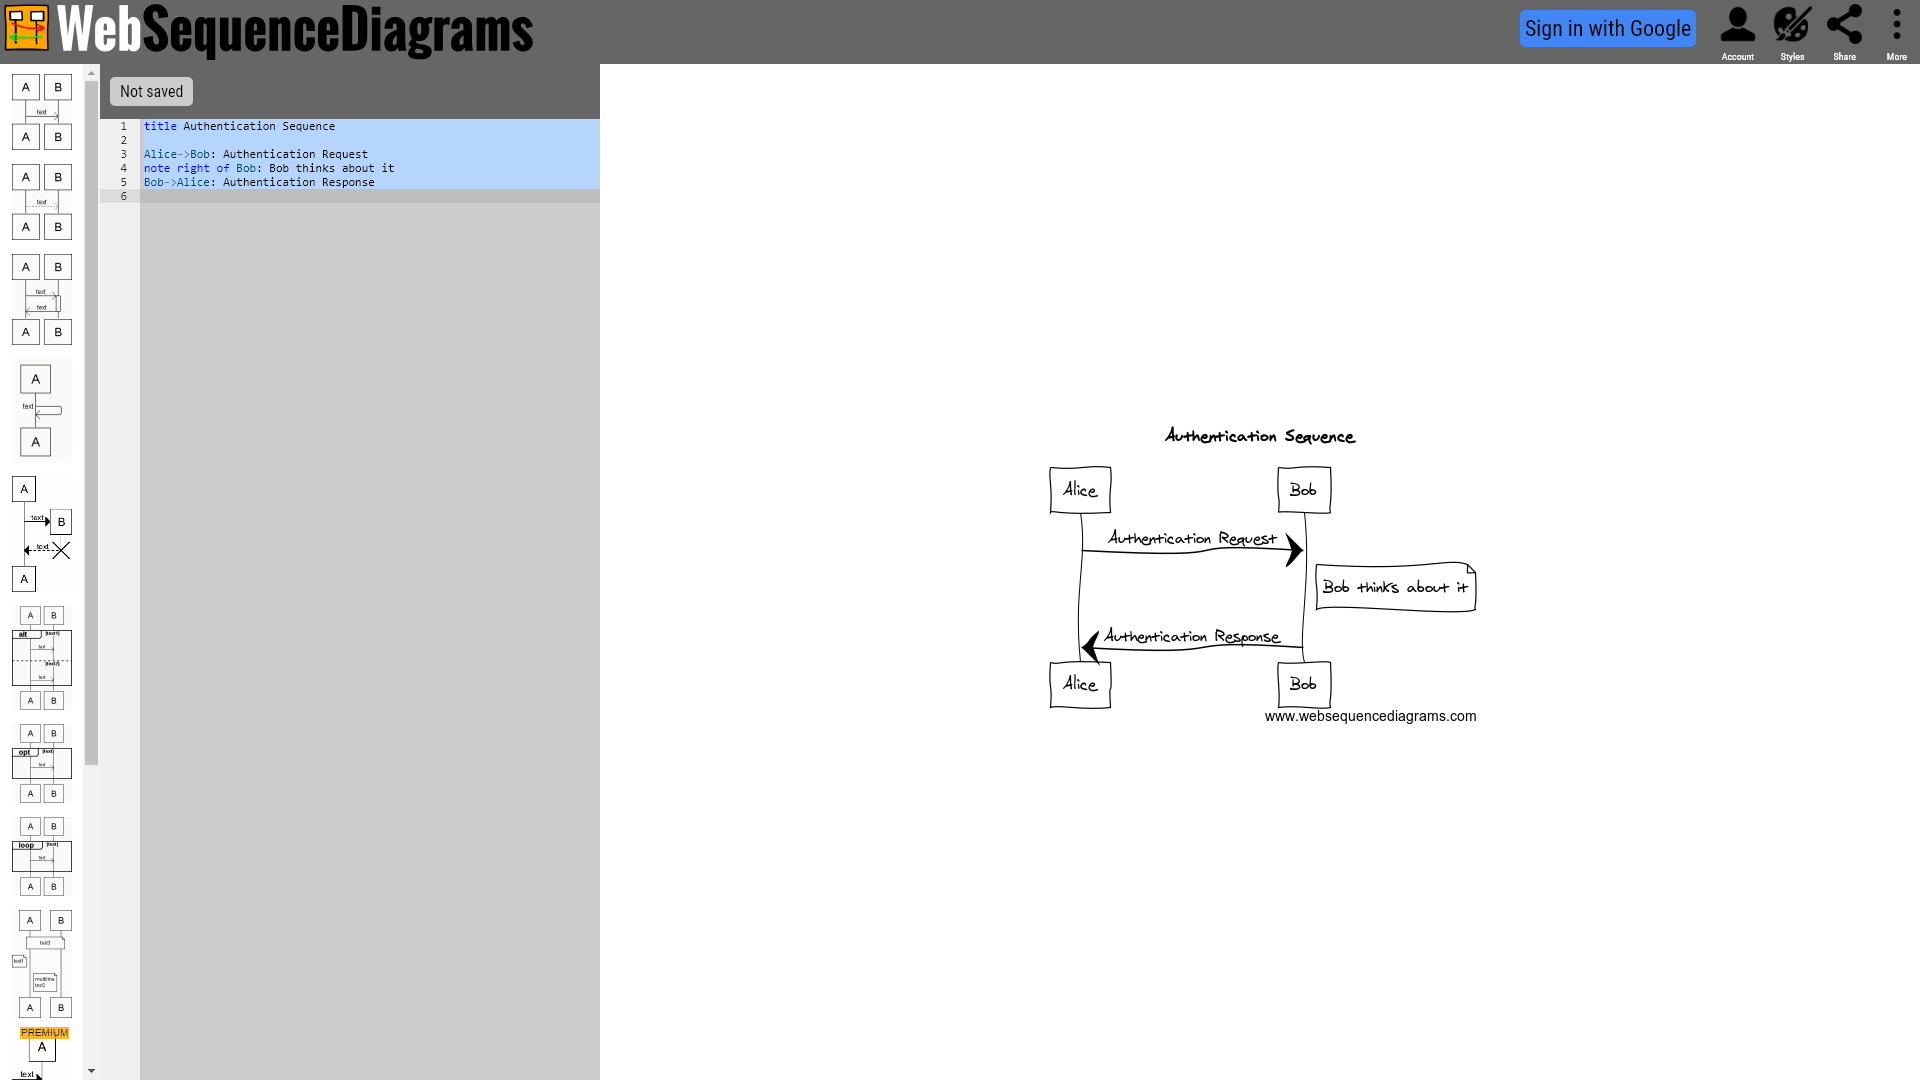 WebSequenceDiagrams
Sign in with Google
Account
Styles
Share
More
Not saved
1 title Authentication Sequence
2
3 Alice->Bob: Authentication Request
4 note right of Bob: Bob thinks about it
5 Bob->Alice: Authentication Response
6
A B
text
A B
A B
text
A B
A B
text
text
A B
A
text
A
A
text
B
text
A
A B
alt [text1]
text
[text2]
text
A B
A B
opt [text]
text
A B
A B
loop [text]
text
A B
A B
text3
text1
multiline
text2
A B
PREMIUM
A
text
Authentication Sequence
Alice Bob
Authentication Request
Bob thinks about it
Authentication Response
Alice Bob
www.websequencediagrams.com